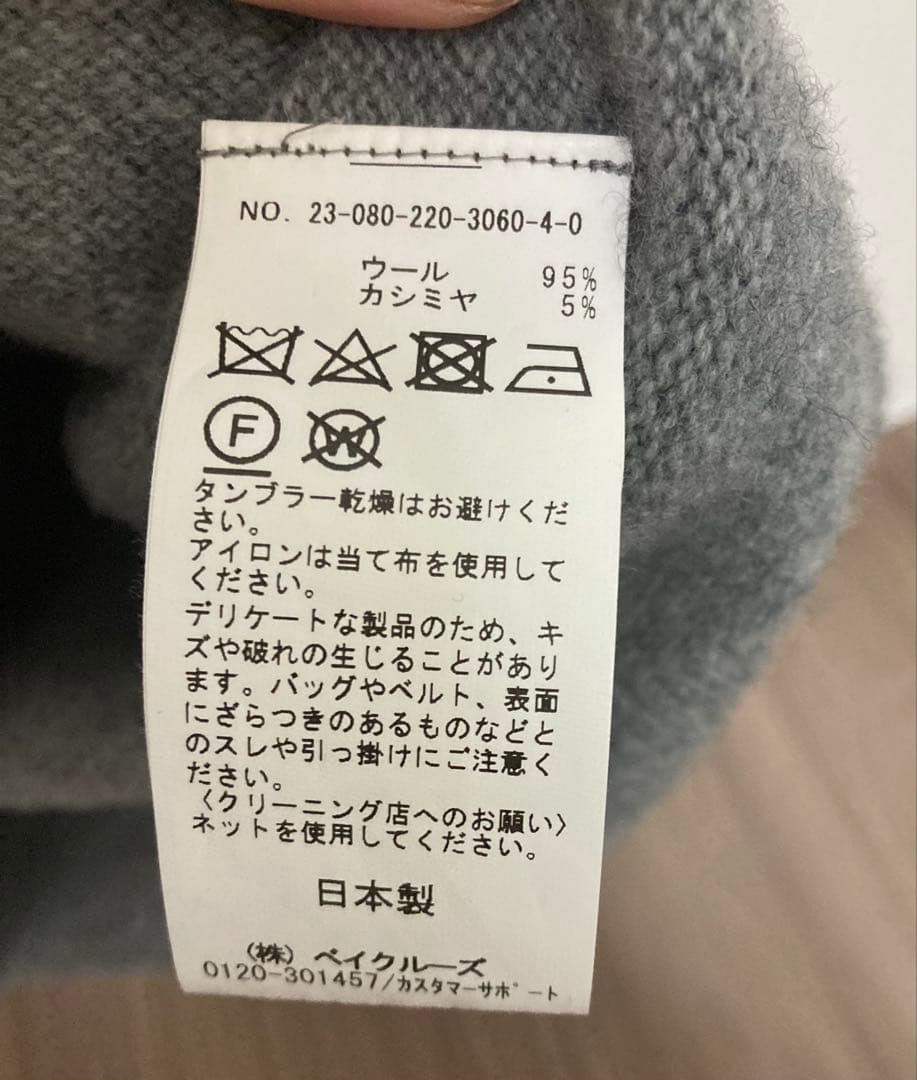 NO. 23-080-220-3060-4-0
ウール 95%
カシミヤ 5%
F
W
タンブラー乾燥はお避けくだ
さい。
アイロンは当て布を使用して
ください。
デリケートな製品のため、キ
ズや破れの生じることがあり
ます。バッグやベルト、表面
にざらつきのあるものなどと
のスレや引っ掛けにご注意く
ださい。
〈クリーニング店へのお願い〉
ネットを使用してください。
日本製
(株) ベイクルーズ
0120-301457/カスタマーサポート